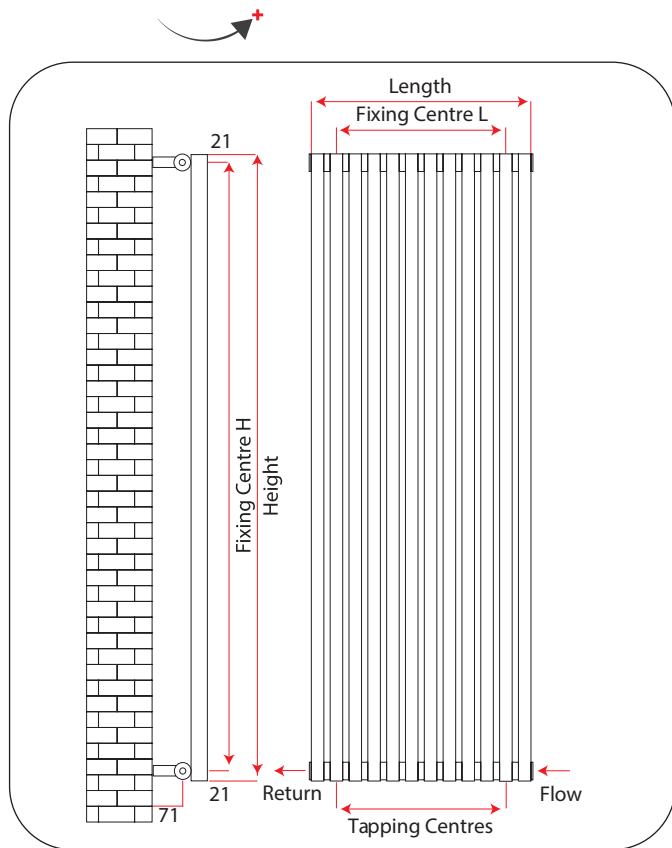 Length
Fixing Centre L
21
Fixing Centre H
Height
21
71
Return
Flow
Tapping Centres